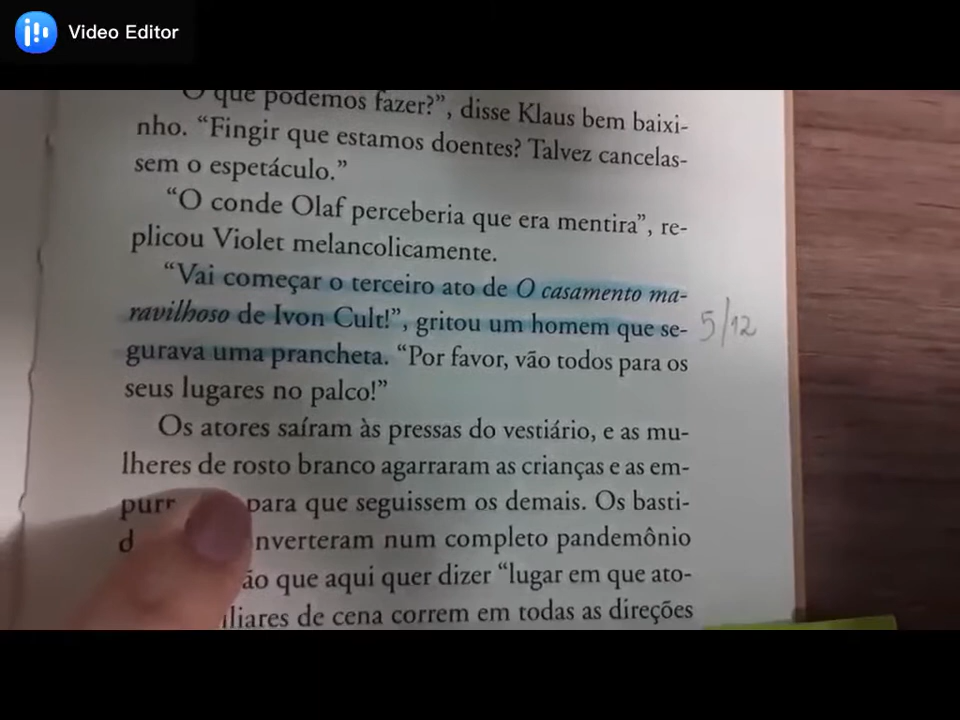 Video Editor
O que podemos fazer?”, disse Klaus bem baixi-
nho. “Fingir que estamos doentes? Talvez cancelas-
sem o espetáculo.”
“O conde Olaf perceberia que era mentira”, re-
plicou Violet melancolicamente.
“Vai começar o terceiro ato de O casamento ma-
ravilhoso de Ivon Cult!”, gritou um homem que se-
5/12
gurava uma prancheta. “Por favor, vão todos para os
seus lugares no palco!”
Os atores saíram às pressas do vestiário, e as mu-
lheres de rosto branco agarraram as crianças e as em-
purr para que seguissem os demais. Os basti-
d nverteram num completo pandemônio
ão que aqui quer dizer “lugar em que ato-
iliares de cena correm em todas as direções